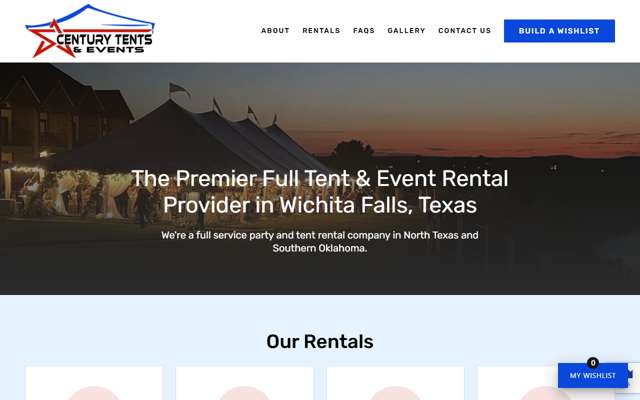 CENTURY TENTS
& EVENTS
ABOUT
RENTALS
FAQS
GALLERY
CONTACT US
BUILD A WISHLIST
The Premier Full Tent & Event Rental
Provider in Wichita Falls, Texas
We're a full service party and tent rental company in North Texas and
Southern Oklahoma.
Our Rentals
0
MY WISHLIST